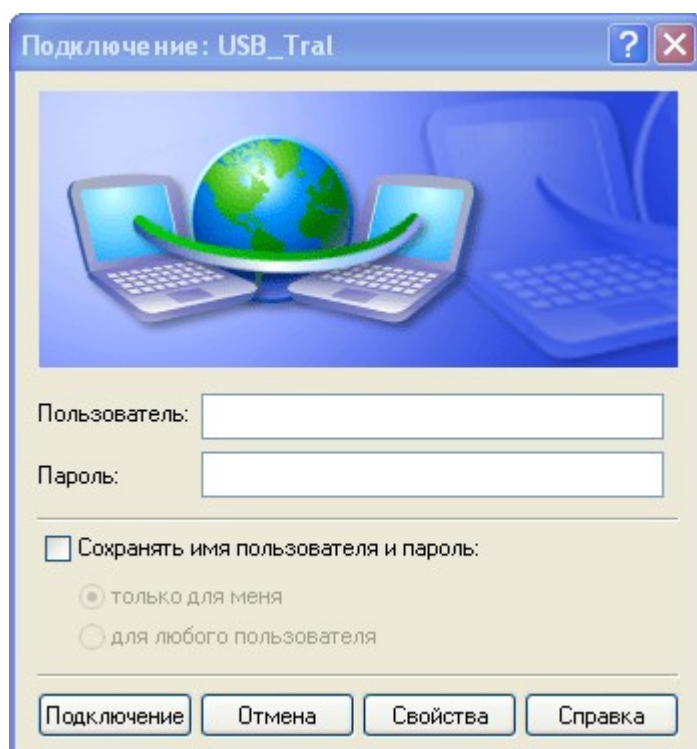 Подключение: USB_Tral
Пользователь:
Пароль:
Сохранять имя пользователя и пароль:
только для меня
для любого пользователя
Подключение Отмена Свойства Справка